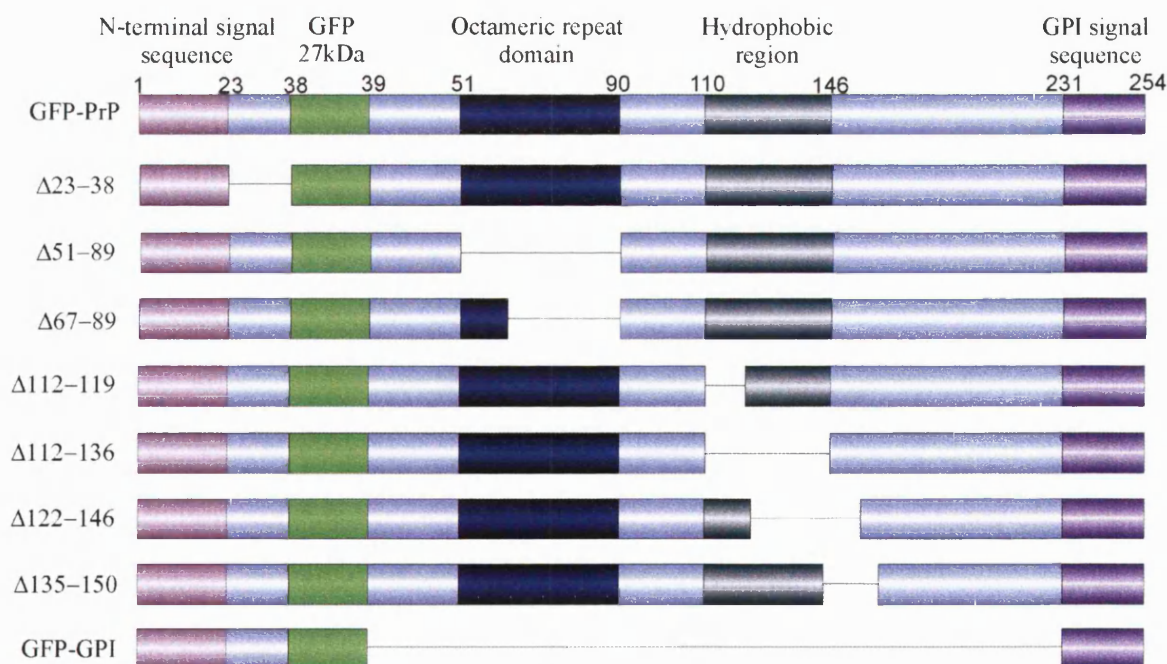 N-terminal signal sequence
GFP 27kDa
Octameric repeat domain
Hydrophobic region
GPI signal sequence
1 23 38 39 51 90 110 146 231 254
GFP-PrP
Δ23–38
Δ51–89
Δ67–89
Δ112–119
Δ112–136
Δ122–146
Δ135–150
GFP-GPI